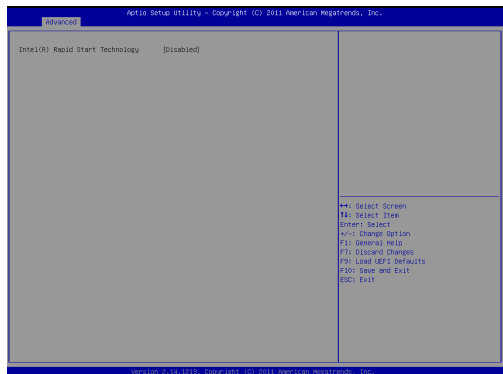 Aptio Setup Utility – Copyright (C) 2011 American Megatrends, Inc.
Advanced
Intel(R) Rapid Start Technology [Disabled]
↔: Select Screen
↑↓: Select Item
Enter: Select
+/-: Change Option
F1: General Help
F7: Discard Changes
F9: Load UEFI Defaults
F10: Save and Exit
ESC: Exit
Version 2.14.1219. Copyright (C) 2011 American Megatrends, Inc.